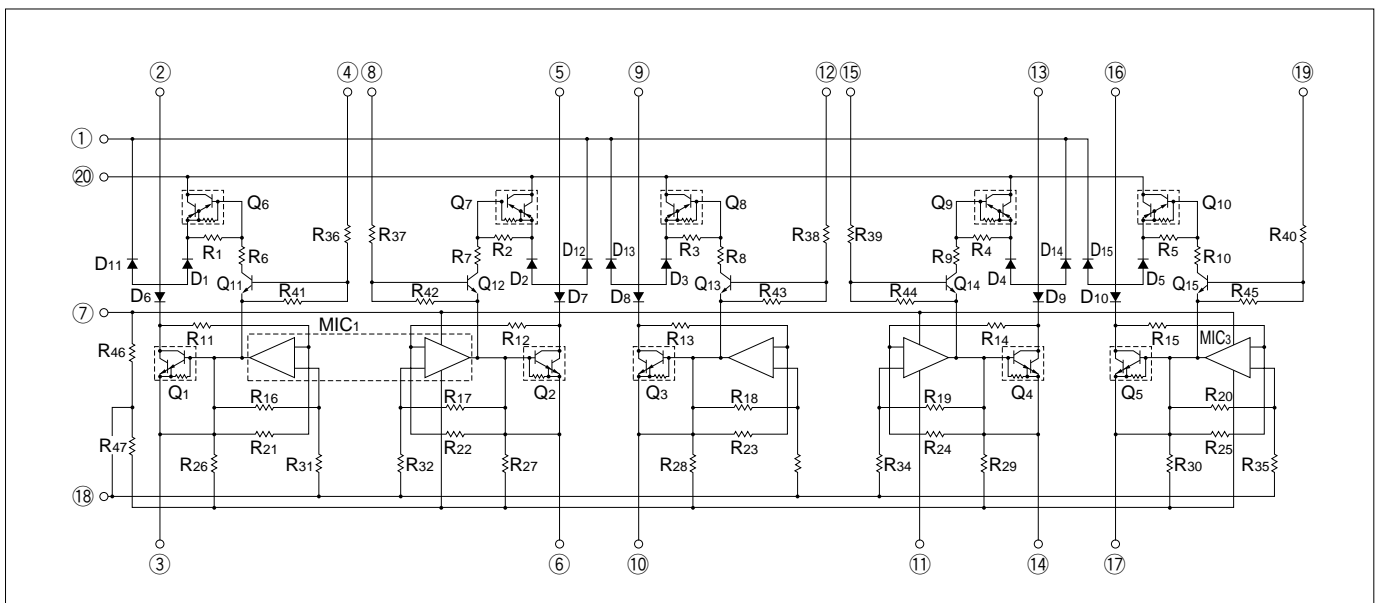 ② ④ ⑧ ⑤ ⑨ ⑫ ⑮ ⑬ ⑯ ⑲
①
⑳
Q6 Q7 Q8 Q9 Q10
R36 R37 R38 R39 R40
R1 R2 R3 R4 R5
R6 R7 R8 R9 R10
D11 D1 D2 D12 D13 D3 D4 D14 D15 D5
Q11 Q12 Q13 Q14 Q15
D6 R41 R42 D7 D8 R43 R44 D9 D10 R45
⑦
R11 MIC1 R12 R13 R14 R15 MIC3
R46
Q1 Q2 Q3 Q4 Q5
R16 R17 R18 R19 R20
R47 R21 R22 R23 R24 R25
R26 R31 R32 R27 R28 R34 R29 R30 R35
⑱
③ ⑥ ⑩ ⑪ ⑭ ⑰